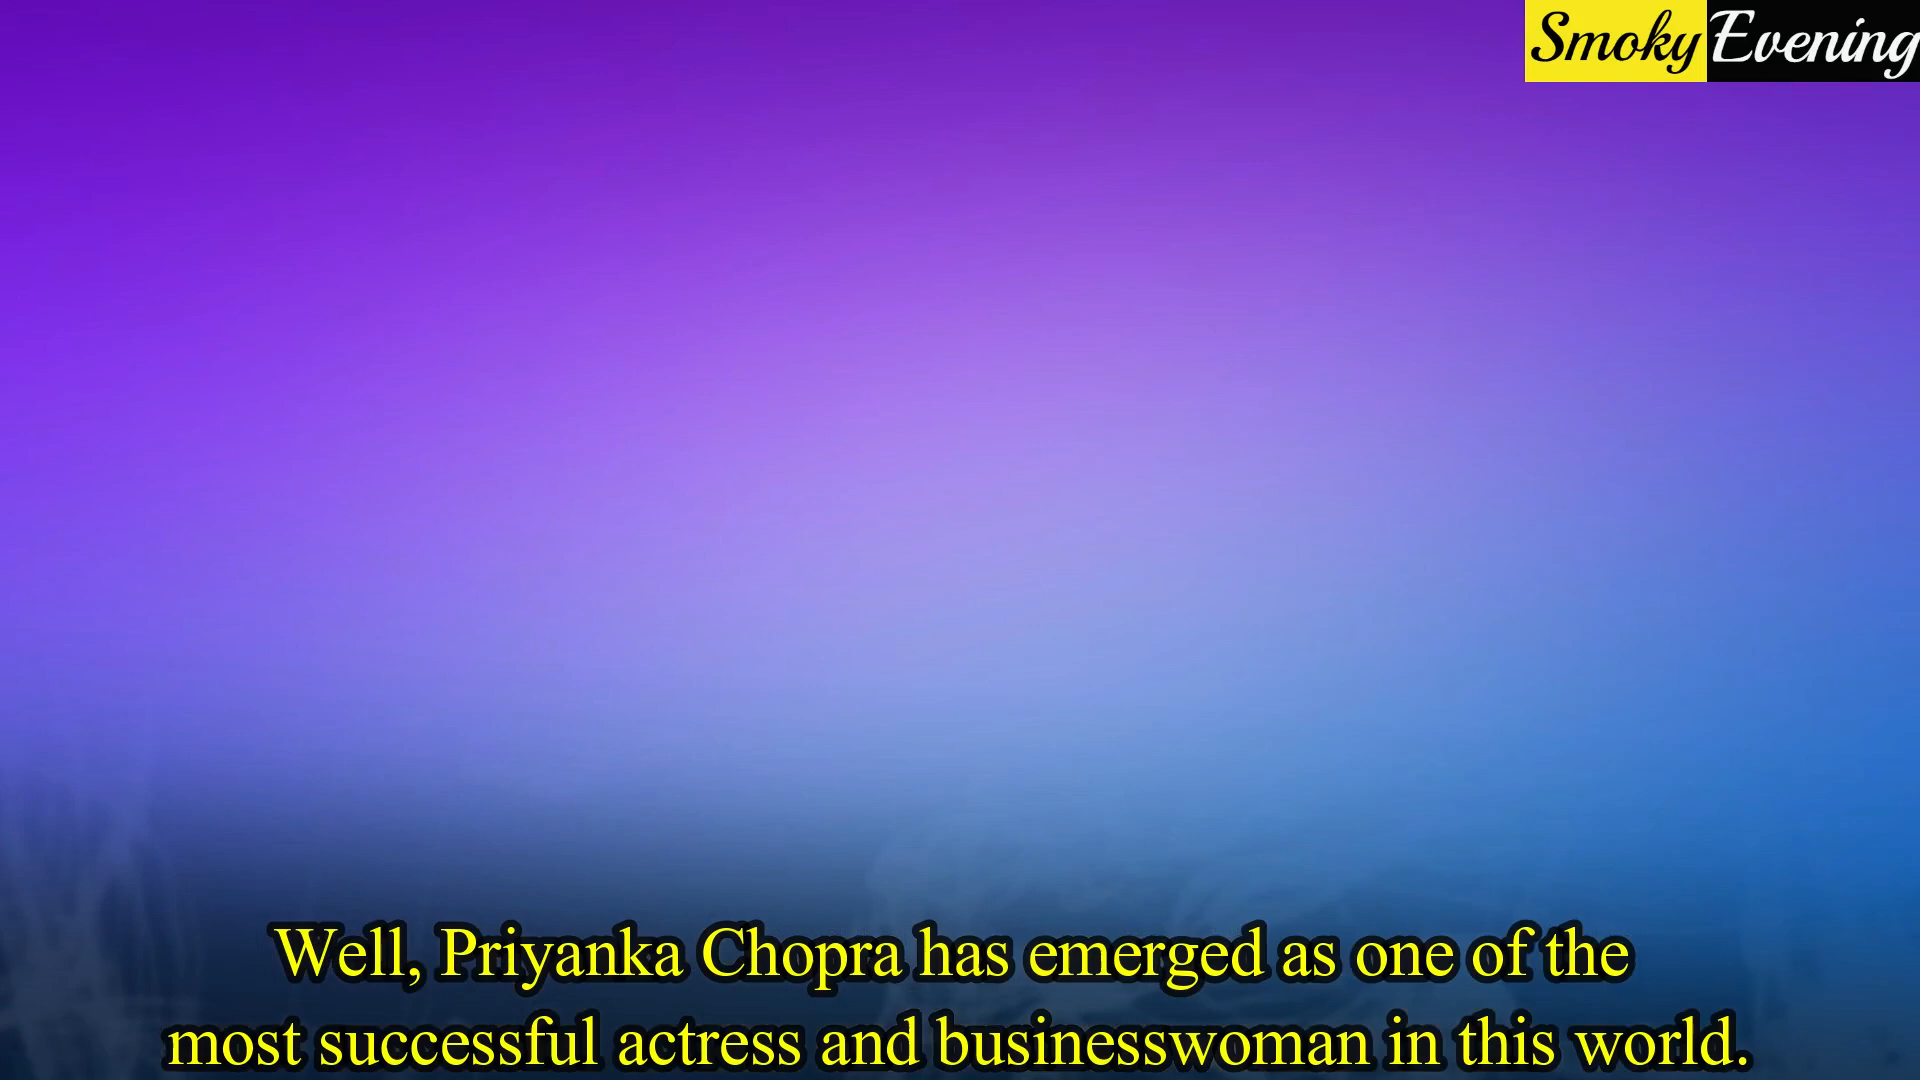 Smoky Evening
Well, Priyanka Chopra has emerged as one of the
most successful actress and businesswoman in this world.